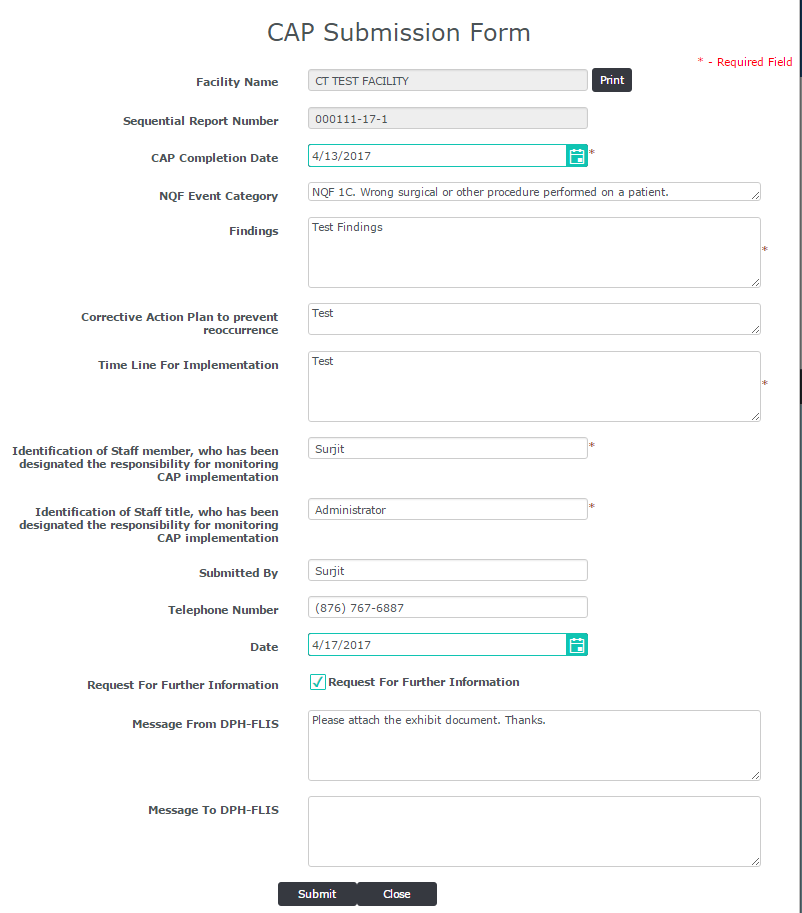 CAP Submission Form
* - Required Field
Facility Name CT TEST FACILITY Print
Sequential Report Number 000111-17-1
CAP Completion Date 4/13/2017 *
NQF Event Category NQF 1C. Wrong surgical or other procedure performed on a patient.
Findings Test Findings
*
Corrective Action Plan to prevent Test
reoccurrence
Time Line For Implementation Test
*
Identification of Staff member, who has been Surjit *
designated the responsibility for monitoring
CAP implementation
Identification of Staff title, who has been Administrator *
designated the responsibility for monitoring
CAP implementation
Submitted By Surjit
Telephone Number (876) 767-6887
Date 4/17/2017
Request For Further Information Request For Further Information
Message From DPH-FLIS Please attach the exhibit document. Thanks.
Message To DPH-FLIS
Submit Close